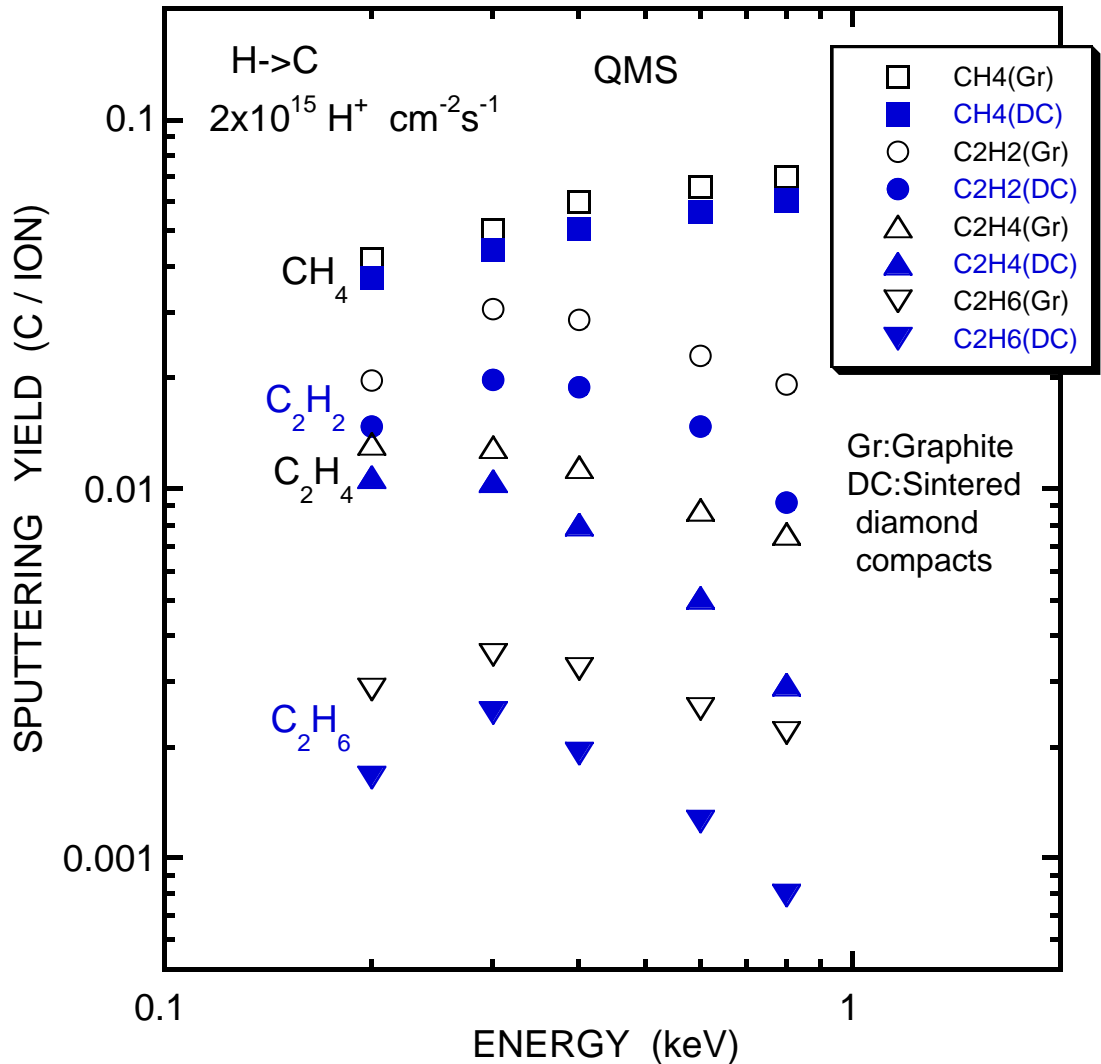 H->C
QMS
2x10¹⁵ H⁺ cm⁻²s⁻¹
CH4(Gr)
CH4(DC)
C2H2(Gr)
C2H2(DC)
C2H4(Gr)
C2H4(DC)
C2H6(Gr)
C2H6(DC)
0.1
0.01
0.001
SPUTTERING YIELD (C / ION)
CH₄
C₂H₂
C₂H₄
C₂H₆
Gr:Graphite
DC:Sintered
diamond
compacts
0.1
1
ENERGY (keV)